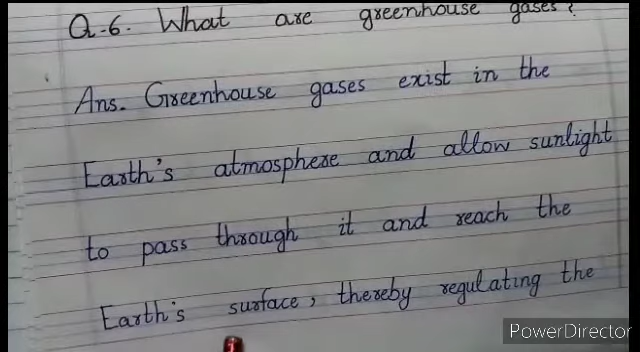 Q.6. What are greenhouse gases?
Ans. Greenhouse gases exist in the
Earth's atmosphere and allow sunlight
to pass through it and reach the
Earth's surface, thereby regulating the
PowerDirector